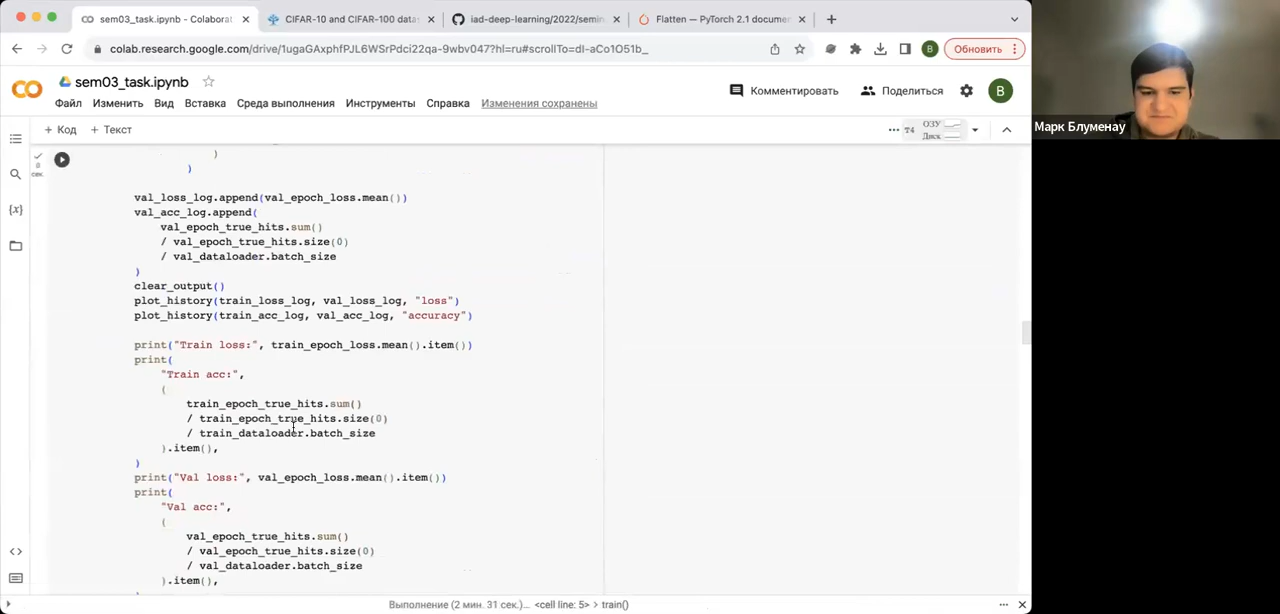 sem03_task.ipynb - Colaborat
CIFAR-10 and CIFAR-100 datas
iad-deep-learning/2022/semin
Flatten — PyTorch 2.1 documen
colab.research.google.com/drive/1ugaGAxphfPJL6WSrPdci22qa-9wbv047?hl=ru#scrollTo=dI-aCo1O51b_
B
Обновить
CO
sem03_task.ipynb
Файл Изменить Вид Вставка Среда выполнения Инструменты Справка Изменения сохранены
Комментировать
Поделиться
B
+ Код + Текст
T4
ОЗУ
Диск
Марк Блуменау
сек.
{x}
)
)
val_loss_log.append(val_epoch_loss.mean())
val_acc_log.append(
val_epoch_true_hits.sum()
/ val_epoch_true_hits.size(0)
/ val_dataloader.batch_size
)
clear_output()
plot_history(train_loss_log, val_loss_log, "loss")
plot_history(train_acc_log, val_acc_log, "accuracy")
print("Train loss:", train_epoch_loss.mean().item())
print(
"Train acc:",
(
train_epoch_true_hits.sum()
/ train_epoch_true_hits.size(0)
/ train_dataloader.batch_size
).item(),
)
print("Val loss:", val_epoch_loss.mean().item())
print(
"Val acc:",
(
val_epoch_true_hits.sum()
/ val_epoch_true_hits.size(0)
/ val_dataloader.batch_size
).item(),
Выполнение (2 мин. 31 сек.)... <cell line: 5> > train()